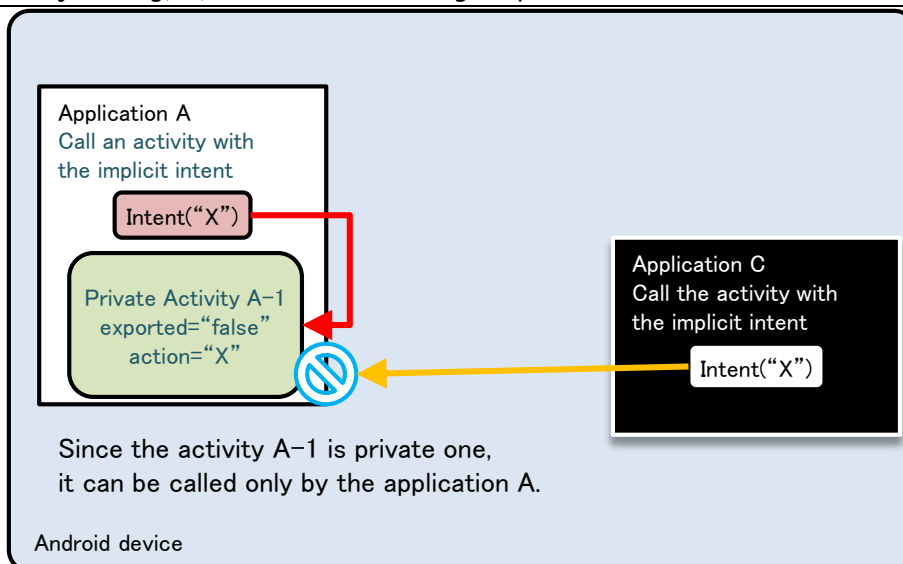 Application A
Call an activity with
the implicit intent
Intent(“X”)
Private Activity A-1
exported=“false”
action=“X”
Application C
Call the activity with
the implicit intent
Intent(“X”)
Since the activity A-1 is private one,
it can be called only by the application A.
Android device